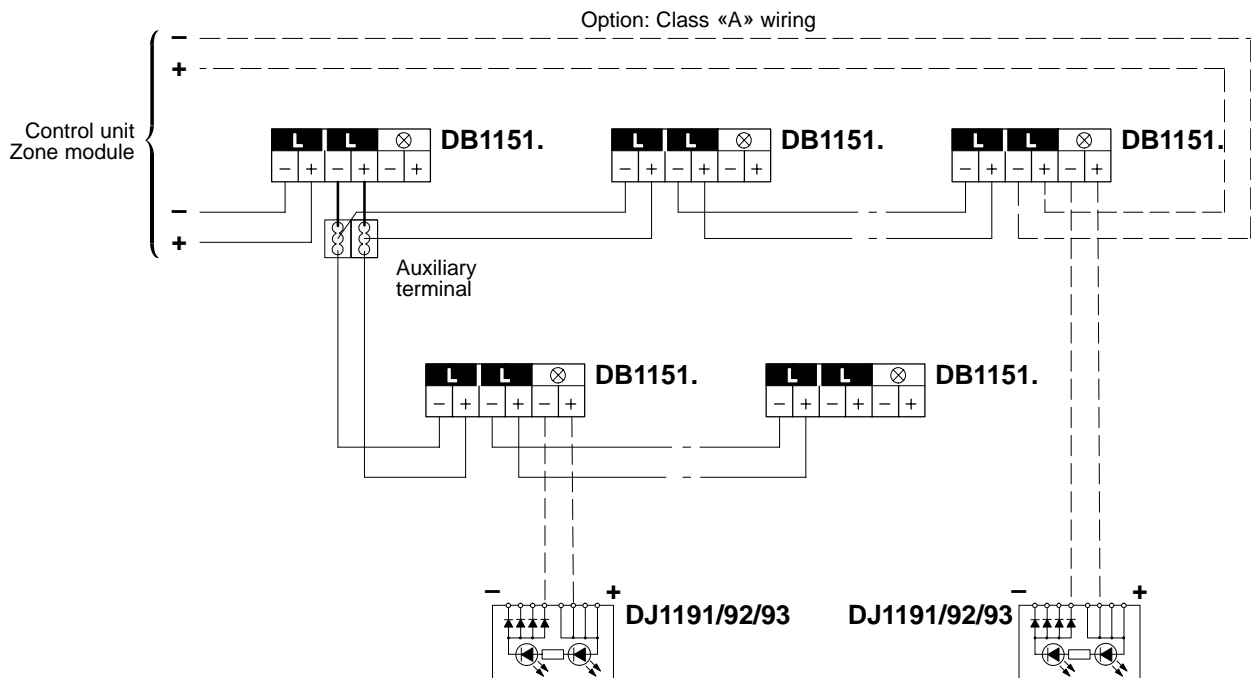 Option: Class «A» wiring
−
+
Control unit
Zone module
L L DB1151.
− + − + − +
L L DB1151.
− + − + − +
L L DB1151.
− + − + − +
−
+
Auxiliary
terminal
L L DB1151.
− + − + − +
L L DB1151.
− + − + − +
− + DJ1191/92/93
DJ1191/92/93 − +